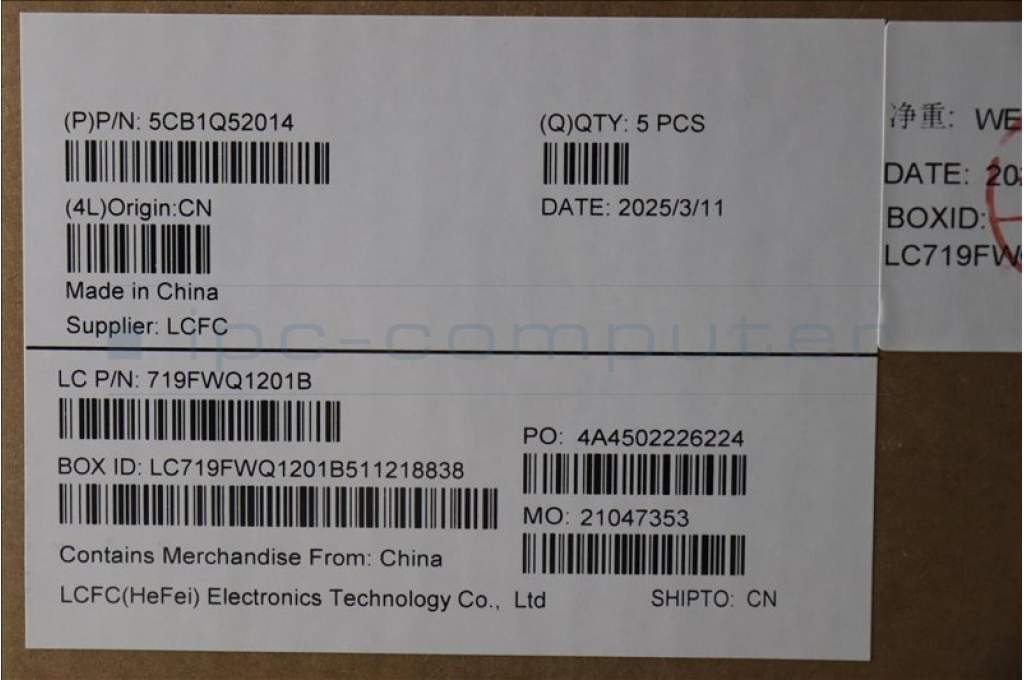 (P)P/N: 5CB1Q52014
(Q)QTY: 5 PCS
(4L)Origin:CN
DATE: 2025/3/11
Made in China
Supplier: LCFC
ipc-computer
LC P/N: 719FWQ1201B
PO: 4A4502226224
BOX ID: LC719FWQ1201B511218838
MO: 21047353
Contains Merchandise From: China
LCFC(HeFei) Electronics Technology Co., Ltd
SHIPTO: CN
净重:
DATE:
BOXID: